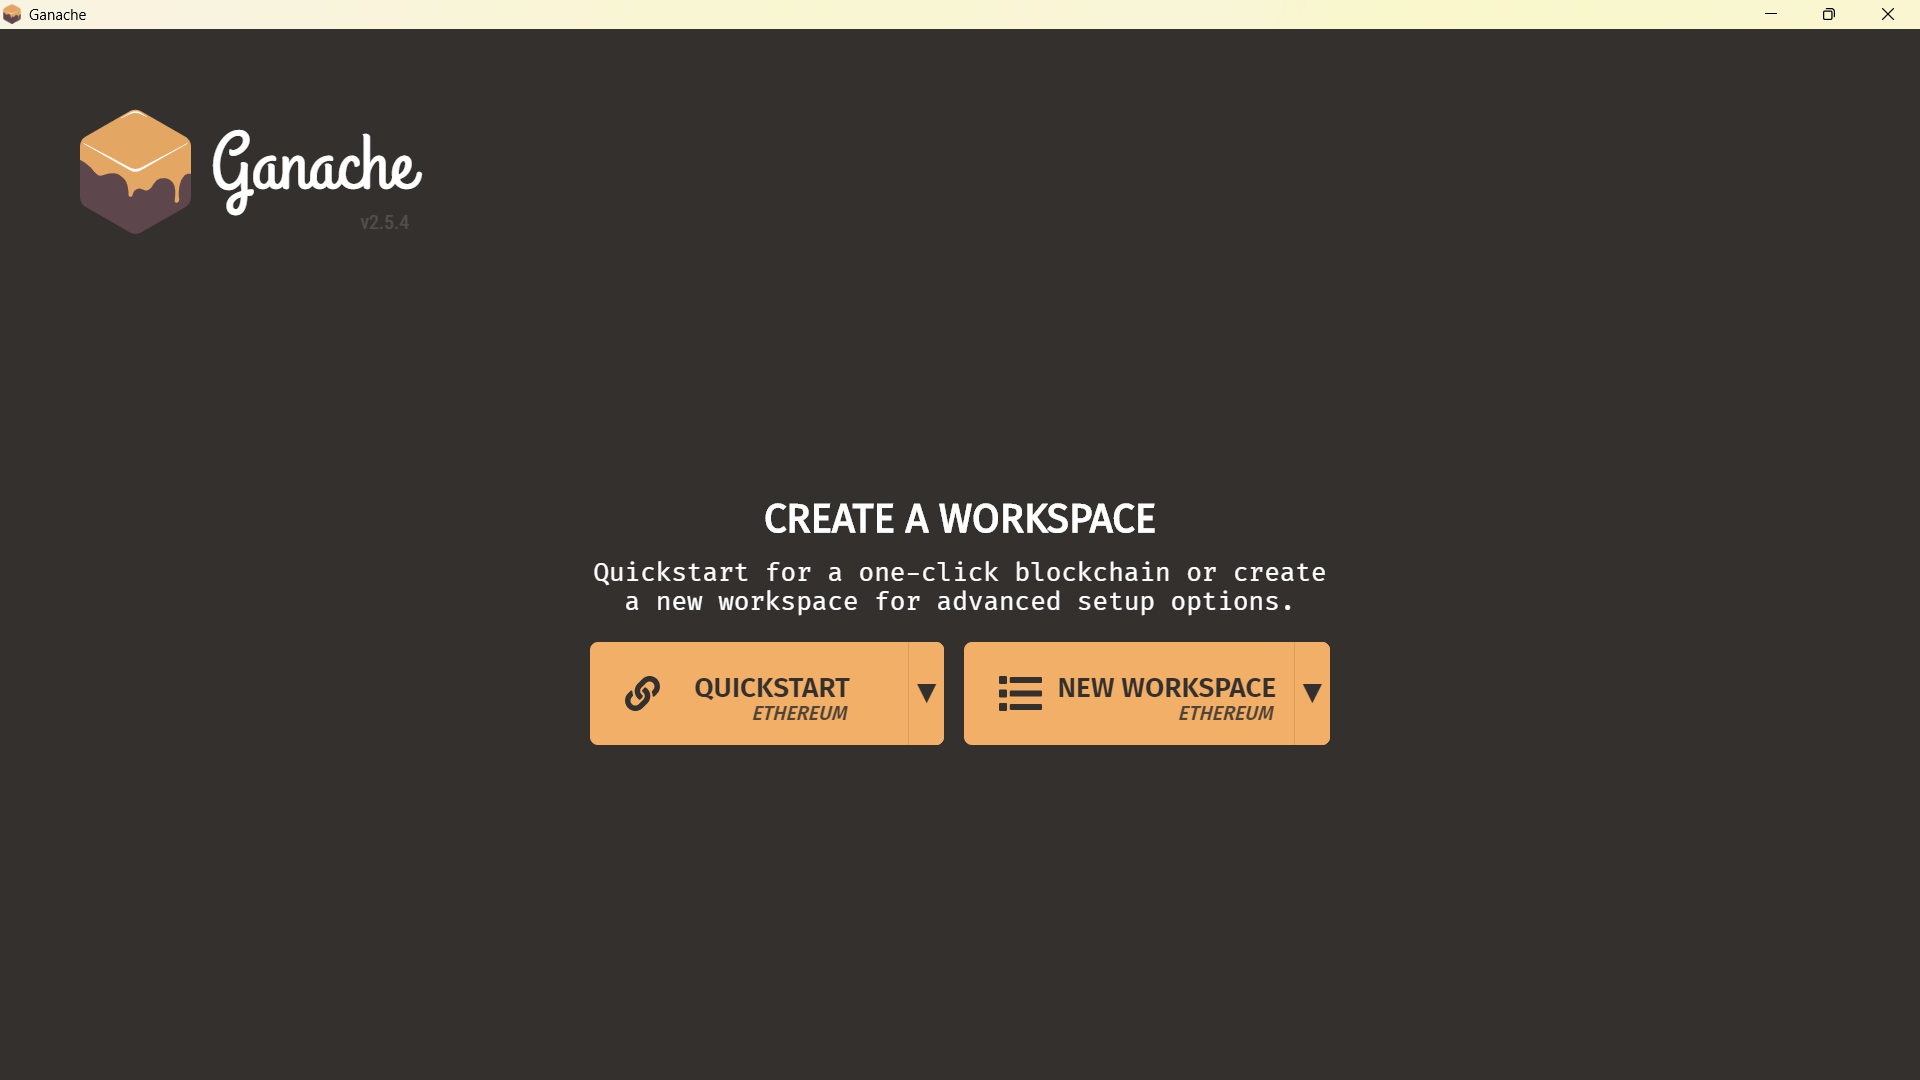 Ganache
Ganache
v2.5.4
CREATE A WORKSPACE
Quickstart for a one-click blockchain or create
a new workspace for advanced setup options.
QUICKSTART
ETHEREUM
NEW WORKSPACE
ETHEREUM